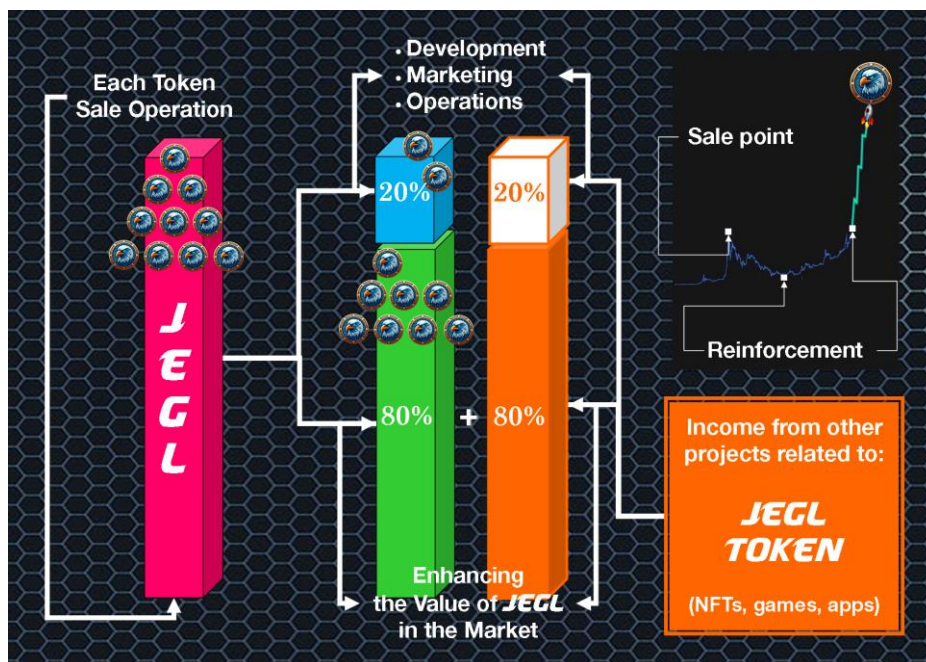 Each Token
Sale Operation
• Development
• Marketing
• Operations
Sale point
Reinforcement
20%
20%
JEGL
80%
+
80%
Income from other
projects related to:
JEGL
TOKEN
(NFTs, games, apps)
Enhancing
the Value of JEGL
in the Market